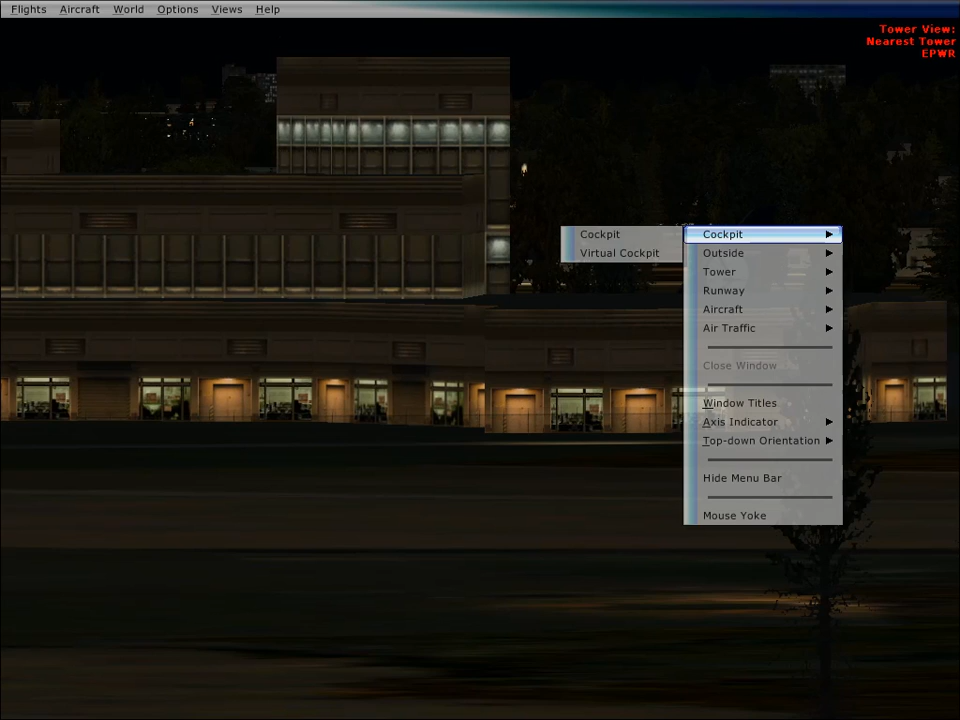 Flights Aircraft World Options Views Help
Tower View:
Nearest Tower
EPWR
Cockpit
Virtual Cockpit
Cockpit
Outside
Tower
Runway
Aircraft
Air Traffic
Close Window
Window Titles
Axis Indicator
Top-down Orientation
Hide Menu Bar
Mouse Yoke